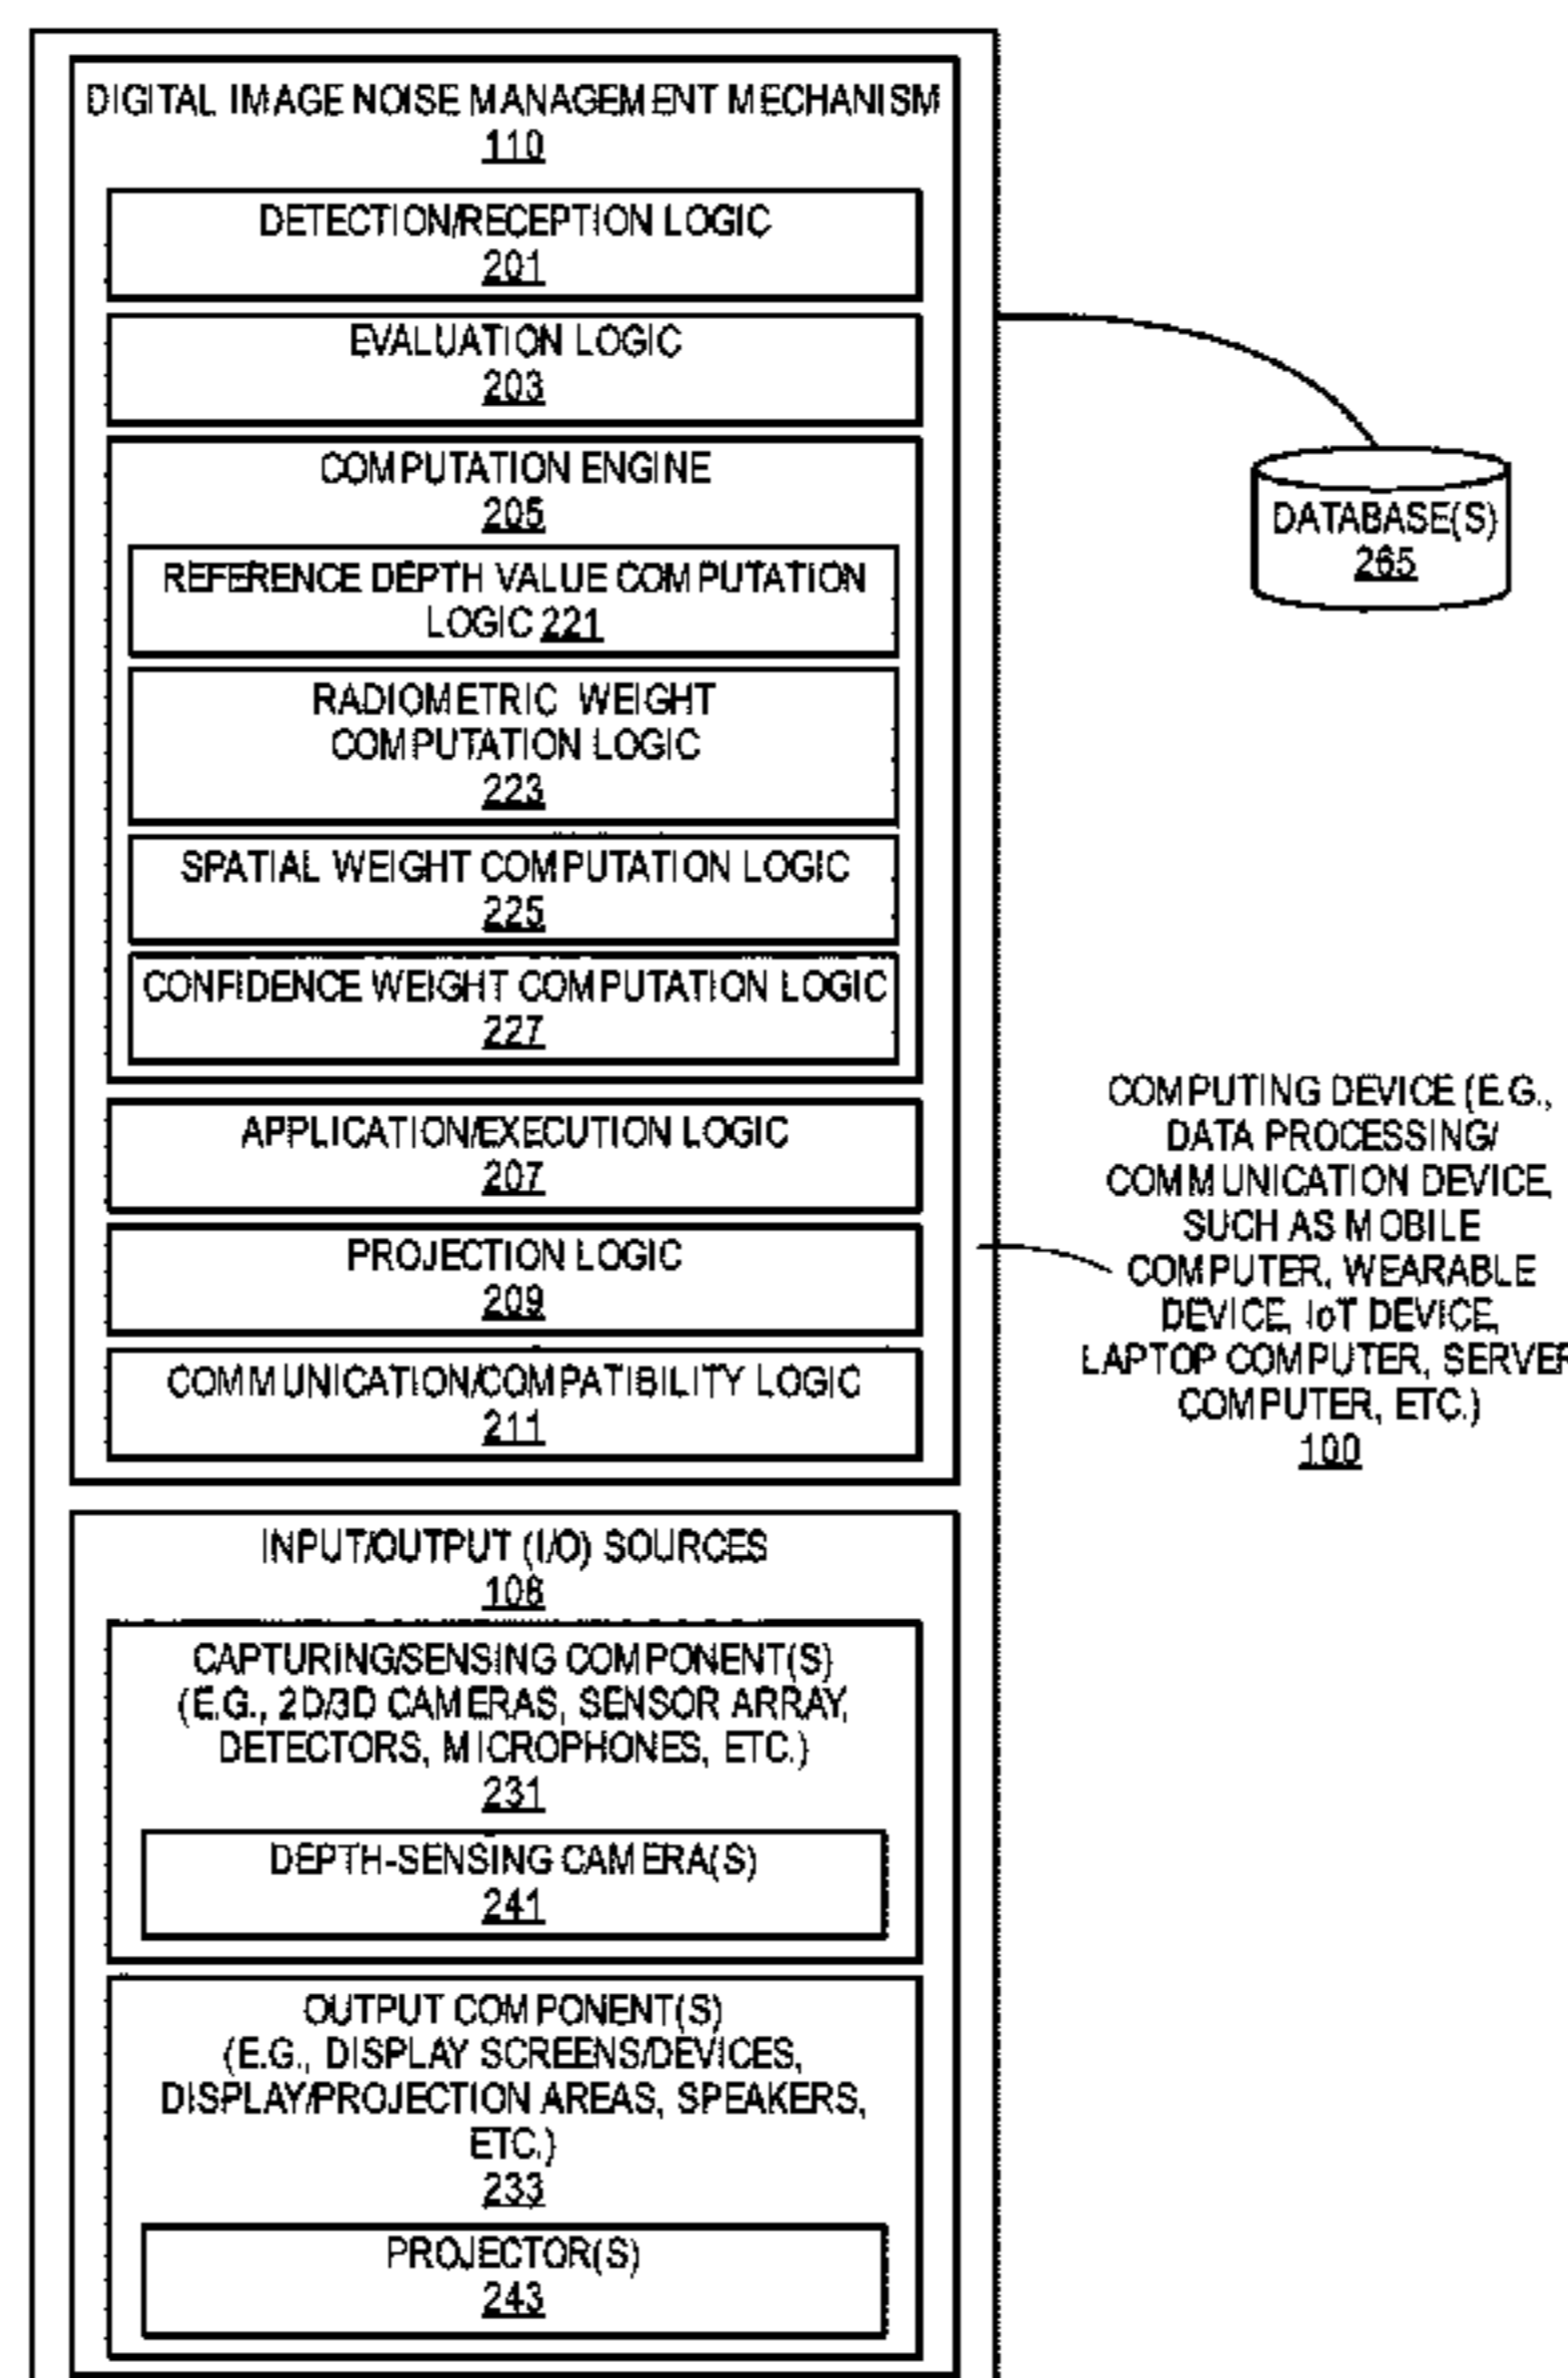 DIGITAL IMAGE NOISE MANAGEMENT MECHANISM
110
DETECTION/RECEPTION LOGIC
201
EVALUATION LOGIC
203
COMPUTATION ENGINE
205
REFERENCE DEPTH VALUE COMPUTATION
LOGIC 221
RADIOMETRIC WEIGHT
COMPUTATION LOGIC
223
SPATIAL WEIGHT COMPUTATION LOGIC
225
CONFIDENCE WEIGHT COMPUTATION LOGIC
227
APPLICATION/EXECUTION LOGIC
207
PROJECTION LOGIC
209
COMMUNICATION/COMPATIBILITY LOGIC
211
INPUT/OUTPUT (I/O) SOURCES
108
CAPTURING/SENSING COMPONENT(S)
(E.G., 2D/3D CAMERAS, SENSOR ARRAY,
DETECTORS, MICROPHONES, ETC.)
231
DEPTH-SENSING CAMERA(S)
241
OUTPUT COMPONENT(S)
(E.G., DISPLAY SCREENS/DEVICES,
DISPLAY/PROJECTION AREAS, SPEAKERS,
ETC.)
233
PROJECTOR(S)
243
DATABASE(S)
265
COMPUTING DEVICE (E.G.,
DATA PROCESSING/
COMMUNICATION DEVICE,
SUCH AS MOBILE
COMPUTER, WEARABLE
DEVICE, IoT DEVICE,
LAPTOP COMPUTER, SERVER
COMPUTER, ETC.)
100